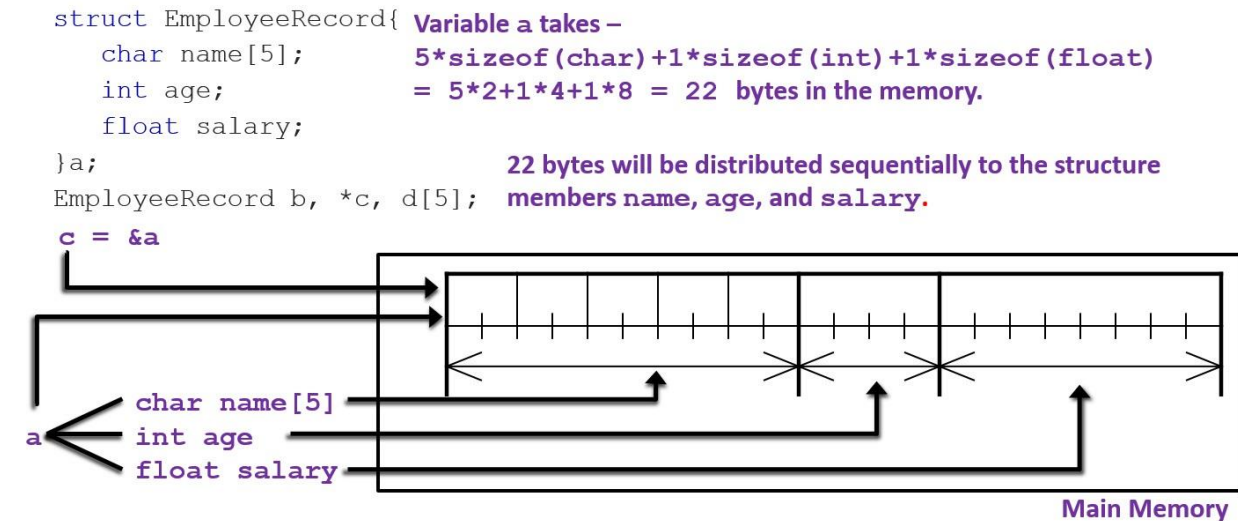 struct EmployeeRecord{
char name[5];
int age;
float salary;
}a;
EmployeeRecord b, *c, d[5];
Variable a takes –
5*sizeof(char)+1*sizeof(int)+1*sizeof(float)
= 5*2+1*4+1*8 = 22 bytes in the memory.
22 bytes will be distributed sequentially to the structure
members name, age, and salary.
c = &a
a
char name[5]
int age
float salary
Main Memory